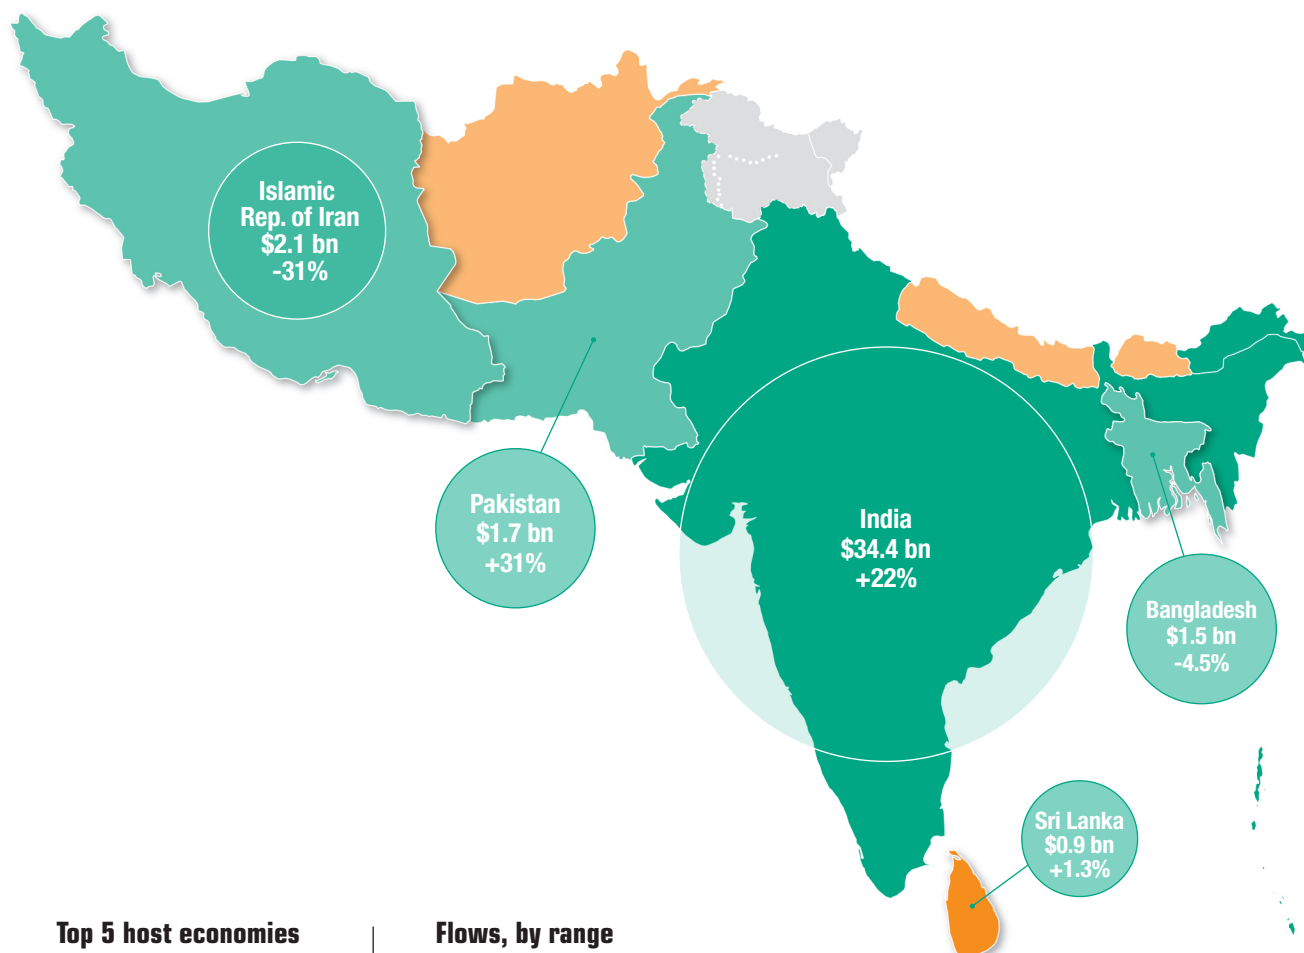 Islamic
Rep. of Iran
$2.1 bn
-31%
Pakistan
$1.7 bn
+31%
India
$34.4 bn
+22%
Bangladesh
$1.5 bn
-4.5%
Sri Lanka
$0.9 bn
+1.3%
Top 5 host economies
Flows, by range